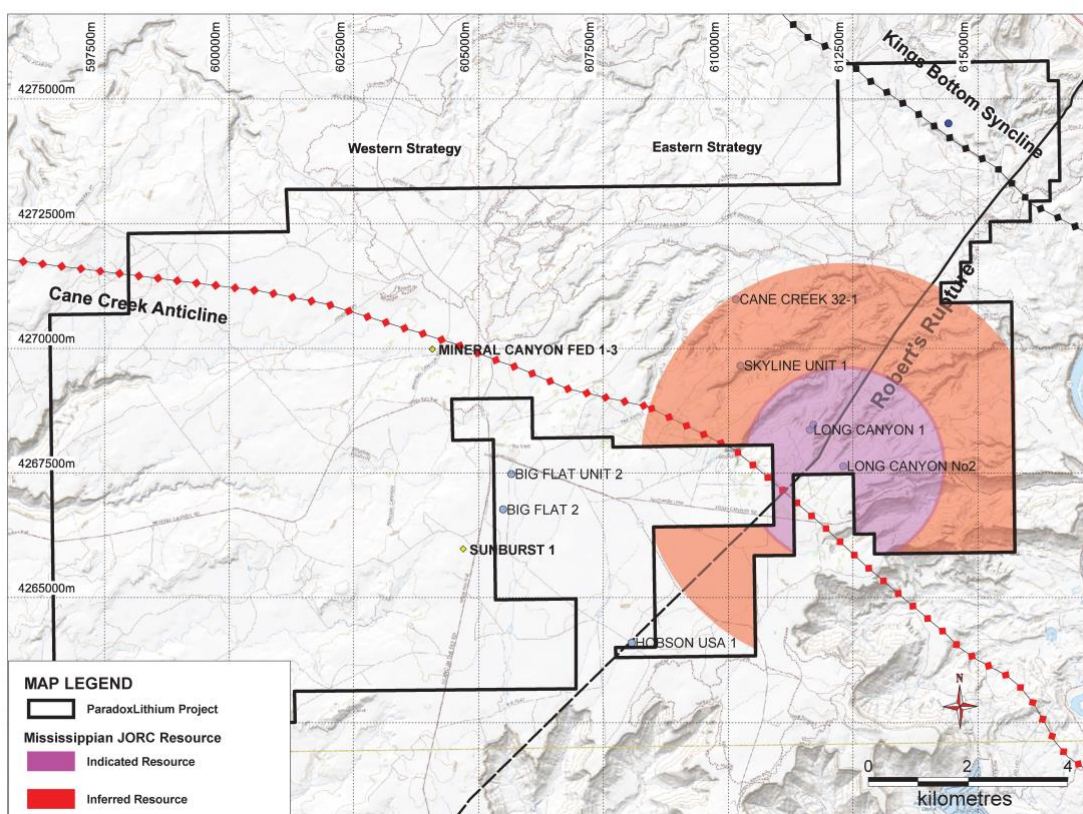 597500m
600000m
602500m
605000m
607500m
610000m
612500m
615000m
Kings Bottom Syncline
4275000m
Western Strategy
Eastern Strategy
4272500m
Cane Creek Anticline
CANE CREEK 32-1
Robert's Rupture
4270000m
MINERAL CANYON FED 1-3
SKYLINE UNIT 1
LONG CANYON 1
4267500m
BIG FLAT UNIT 2
LONG CANYON No2
BIG FLAT 2
SUNBURST 1
4265000m
HOBSON USA 1
MAP LEGEND
ParadoxLithium Project
Mississippian JORC Resource
Indicated Resource
Inferred Resource
N
0 2 4
kilometres